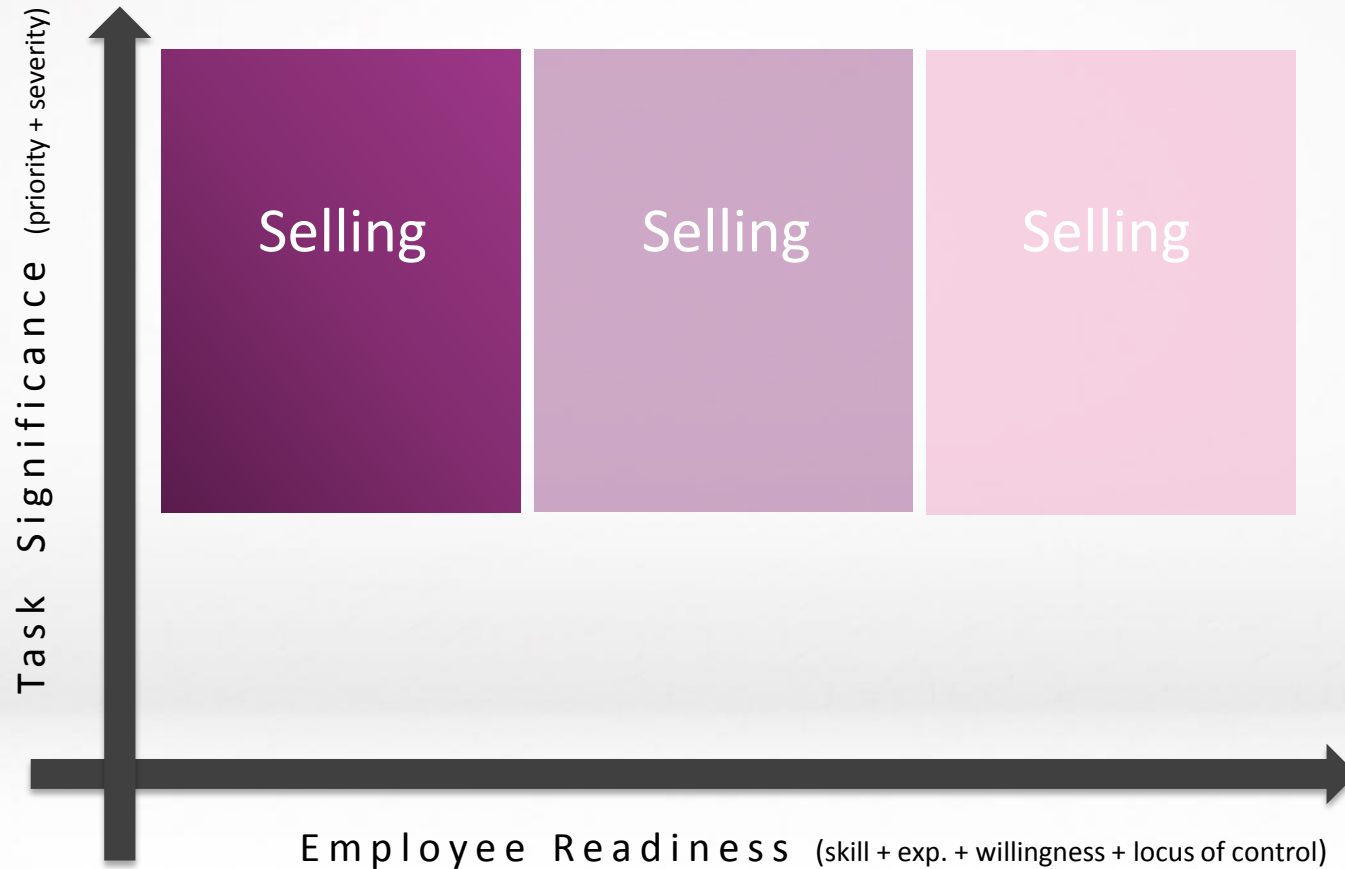 Task Significance (priority + severity)
Selling
Selling
Selling
Employee Readiness (skill + exp. + willingness + locus of control)